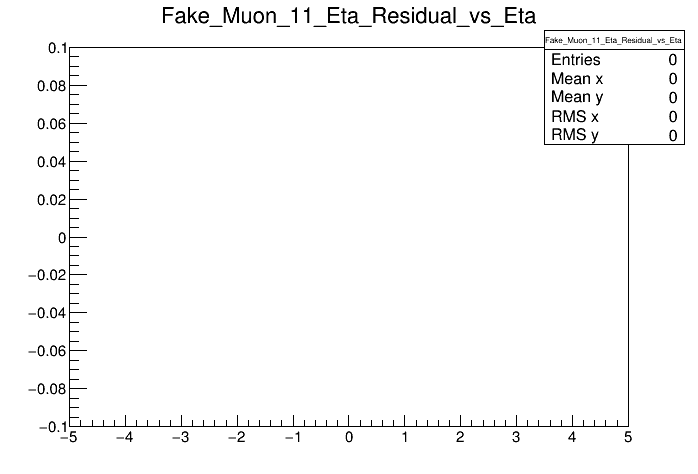 Fake_Muon_11_Eta_Residual_vs_Eta
Fake_Muon_11_Eta_Residual_vs_Eta
Entries 0
Mean x 0
Mean y 0
RMS x 0
RMS y 0
0.1
0.08
0.06
0.04
0.02
0
−0.02
−0.04
−0.06
−0.08
−0.1
−5 −4 −3 −2 −1 0 1 2 3 4 5